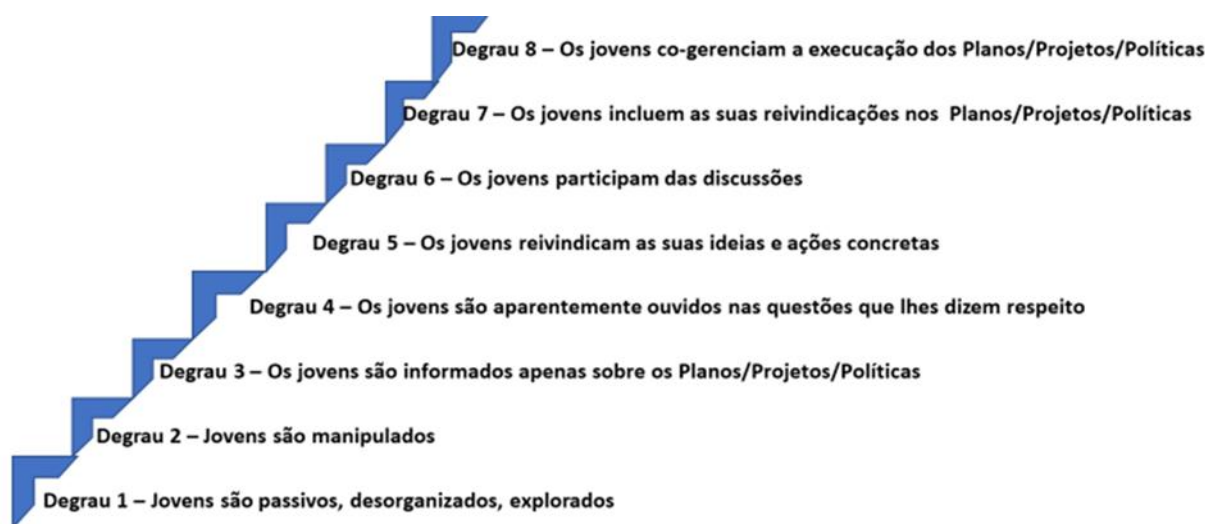 Degrau 8 – Os jovens co-gerenciam a execucação dos Planos/Projetos/Políticas
Degrau 7 – Os jovens incluem as suas reivindicações nos Planos/Projetos/Políticas
Degrau 6 – Os jovens participam das discussões
Degrau 5 – Os jovens reivindicam as suas ideias e ações concretas
Degrau 4 – Os jovens são aparentemente ouvidos nas questões que lhes dizem respeito
Degrau 3 – Os jovens são informados apenas sobre os Planos/Projetos/Políticas
Degrau 2 – Jovens são manipulados
Degrau 1 – Jovens são passivos, desorganizados, explorados